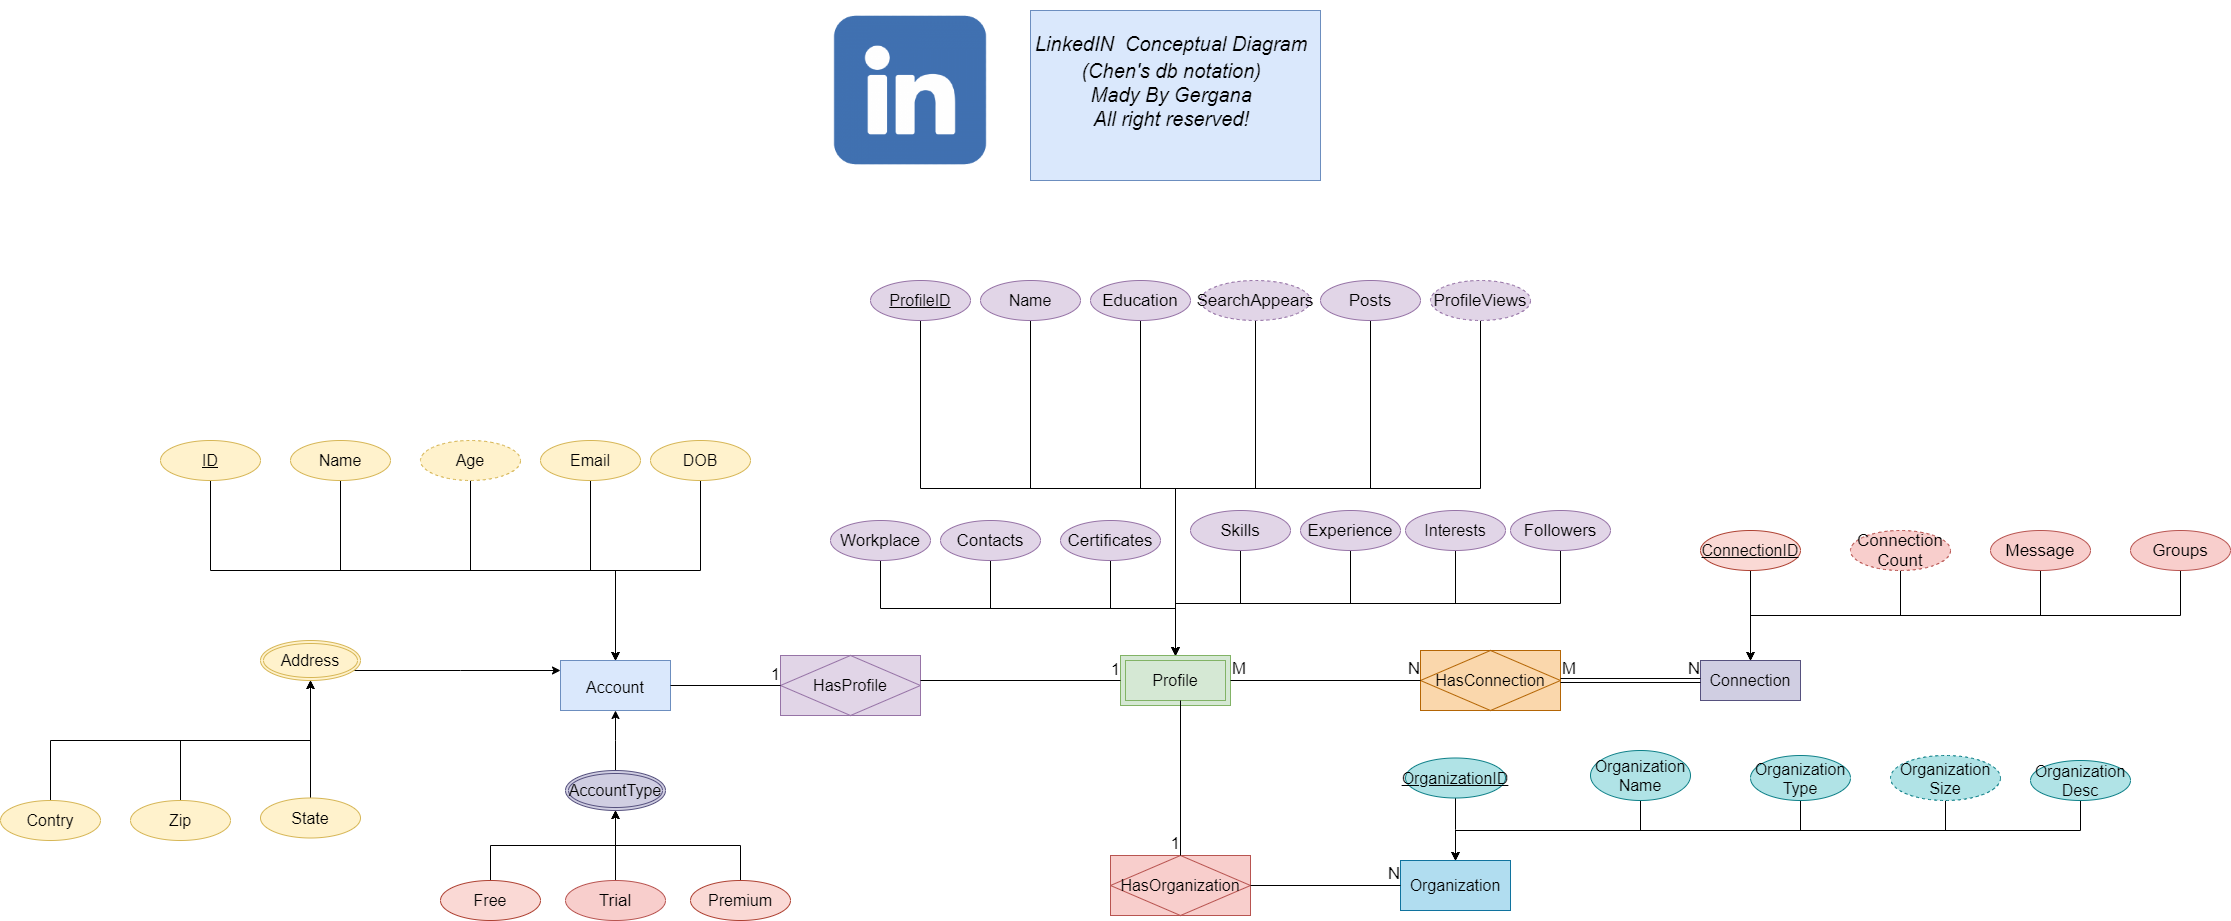 in
LinkedIN Conceptual Diagram
(Chen's db notation)
Mady By Gergana
All right reserved!
ProfileID
Name
Education
SearchAppears
Posts
ProfileViews
ID
Name
Age
Email
DOB
Workplace
Contacts
Certificates
Skills
Experience
Interests
Followers
ConnectionID
Connection
Count
Message
Groups
Address
Account
1
HasProfile
1
Profile
M
N
HasConnection
M
N
Connection
Contry
Zip
State
AccountType
Free
Trial
Premium
OrganizationID
Organization
Name
Organization
Type
Organization
Size
Organization
Desc
1
HasOrganization
N
Organization